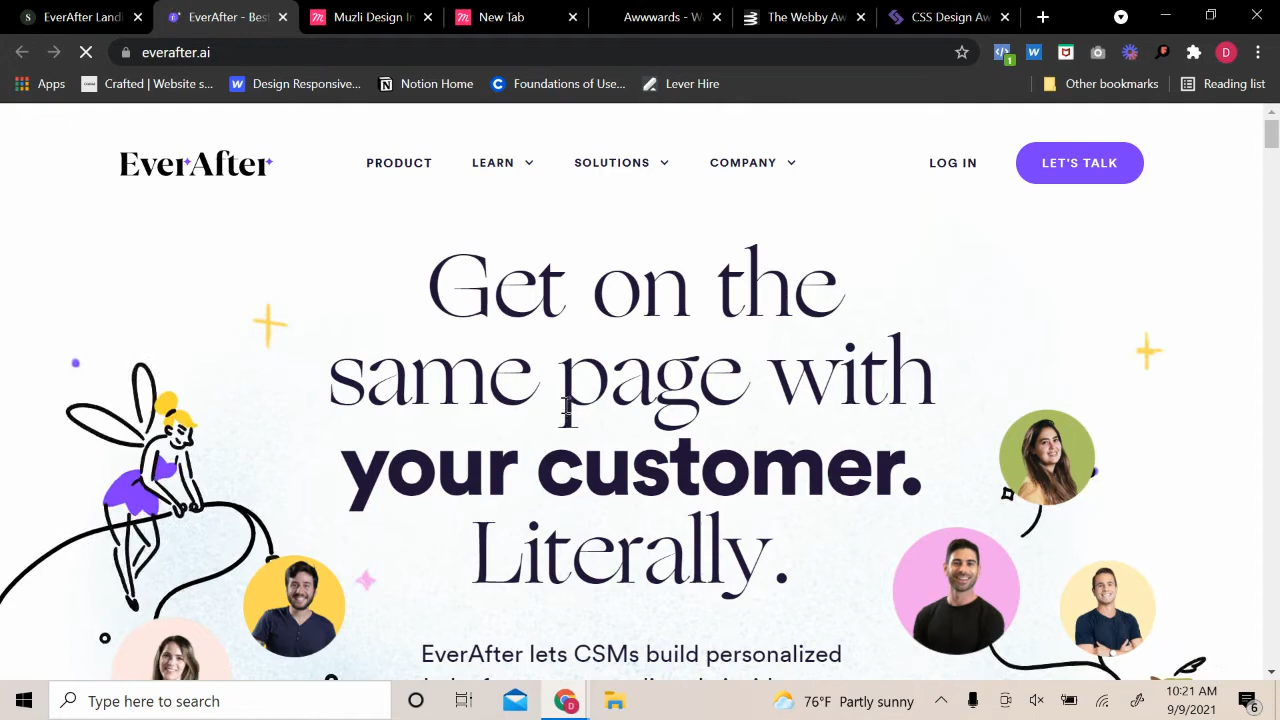 EverAfter Landin
EverAfter - Bes
Muzli Design In
New Tab
Awwwards - W
The Webby Aw
CSS Design Aw
everafter.ai
Apps
Crafted | Website s...
Design Responsive...
Notion Home
Foundations of Use...
Lever Hire
Other bookmarks
Reading list
EverAfter
PRODUCT
LEARN
SOLUTIONS
COMPANY
LOG IN
LET'S TALK
Get on the
same page with
your customer.
Literally.
EverAfter lets CSMs build personalized
Type here to search
76°F Partly sunny
10:21 AM
9/9/2021
6